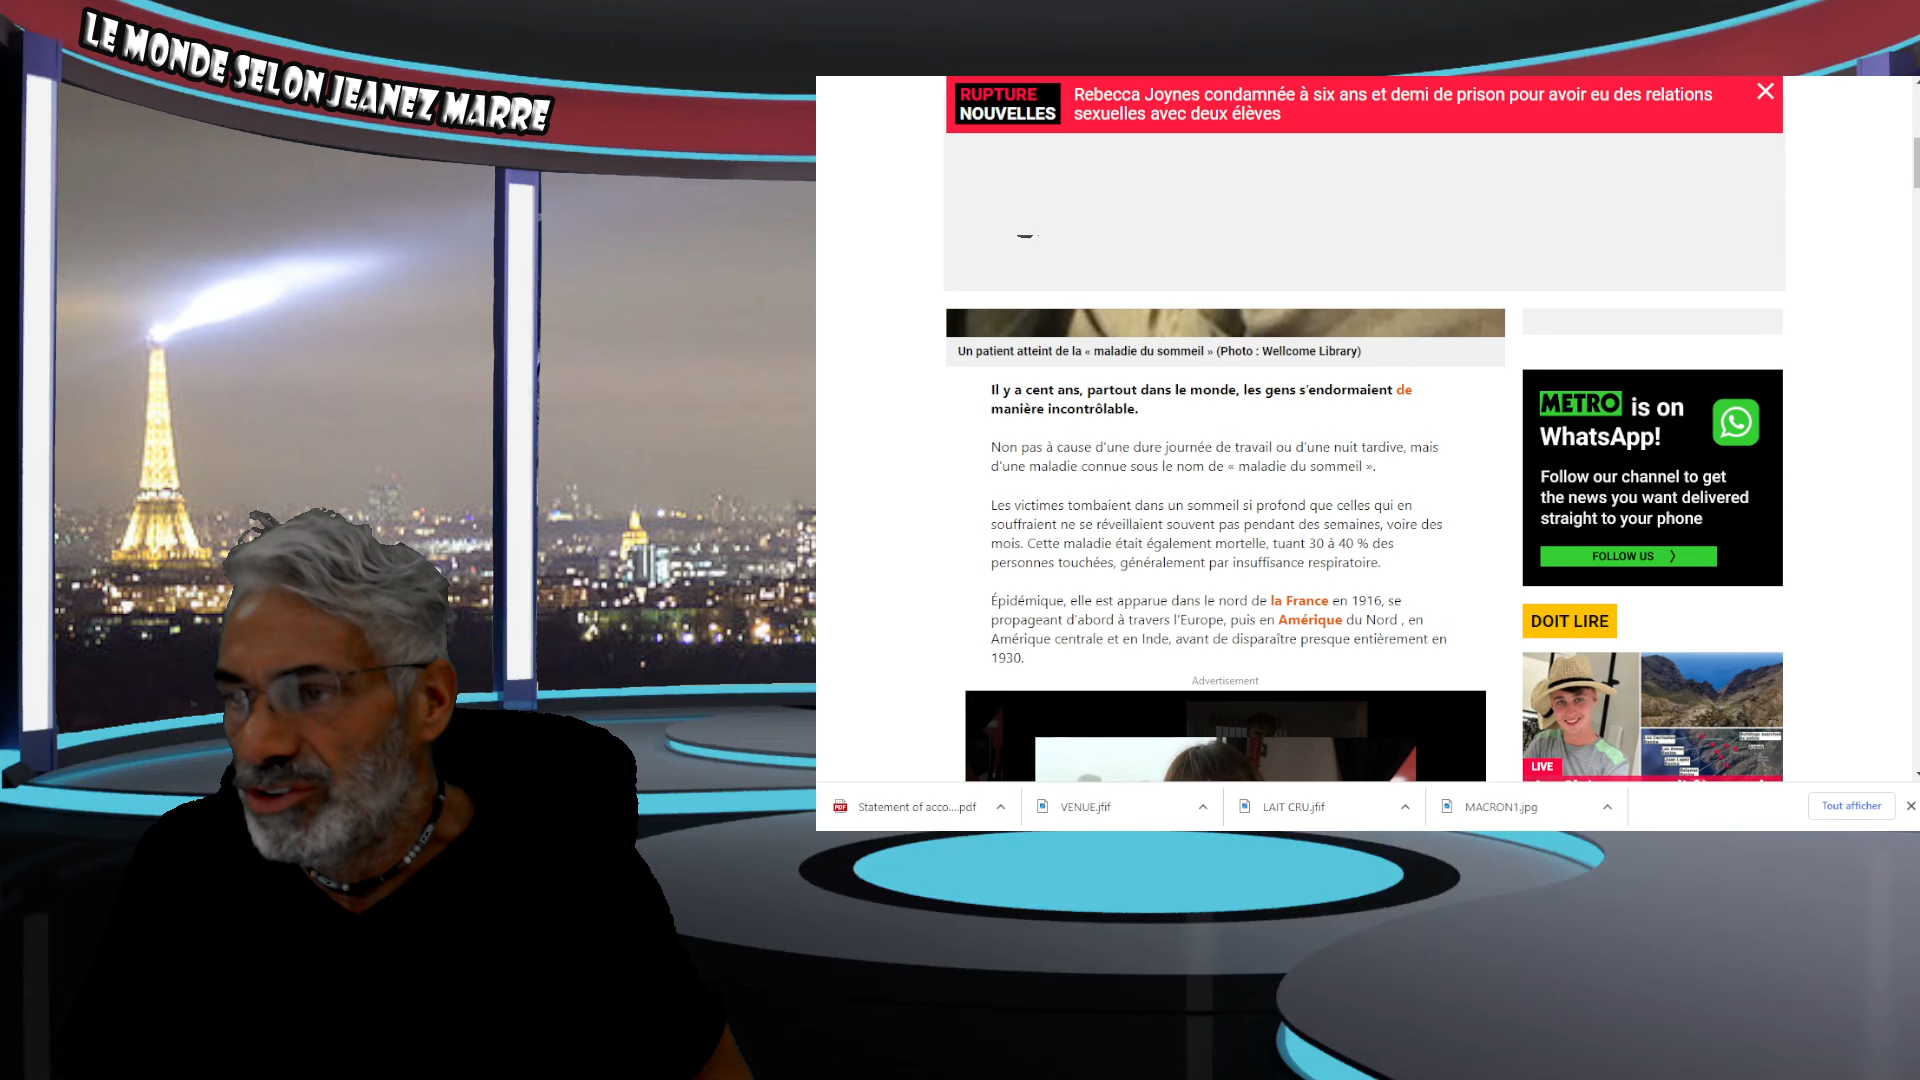 LE MONDE SELON JEANEZ MARRE
RUPTURE
NOUVELLES
Rebecca Joynes condamnée à six ans et demi de prison pour avoir eu des relations
sexuelles avec deux élèves
Un patient atteint de la « maladie du sommeil » (Photo : Wellcome Library)
Il y a cent ans, partout dans le monde, les gens s'endormaient de
manière incontrôlable.
Non pas à cause d'une dure journée de travail ou d'une nuit tardive, mais
d'une maladie connue sous le nom de « maladie du sommeil ».
Les victimes tombaient dans un sommeil si profond que celles qui en
souffraient ne se réveillaient souvent pas pendant des semaines, voire des
mois. Cette maladie était également mortelle, tuant 30 à 40 % des
personnes touchées, généralement par insuffisance respiratoire.
Épidémique, elle est apparue dans le nord de la France en 1916, se
propageant d'abord à travers l'Europe, puis en Amérique du Nord , en
Amérique centrale et en Inde, avant de disparaître presque entièrement en
1930.
Advertisement
METRO is on
WhatsApp!
Follow our channel to get
the news you want delivered
straight to your phone
FOLLOW US
DOIT LIRE
LIVE
Statement of acco....pdf
VENUE.jfif
LAIT CRU.jfif
MACRON1.jpg
Tout afficher